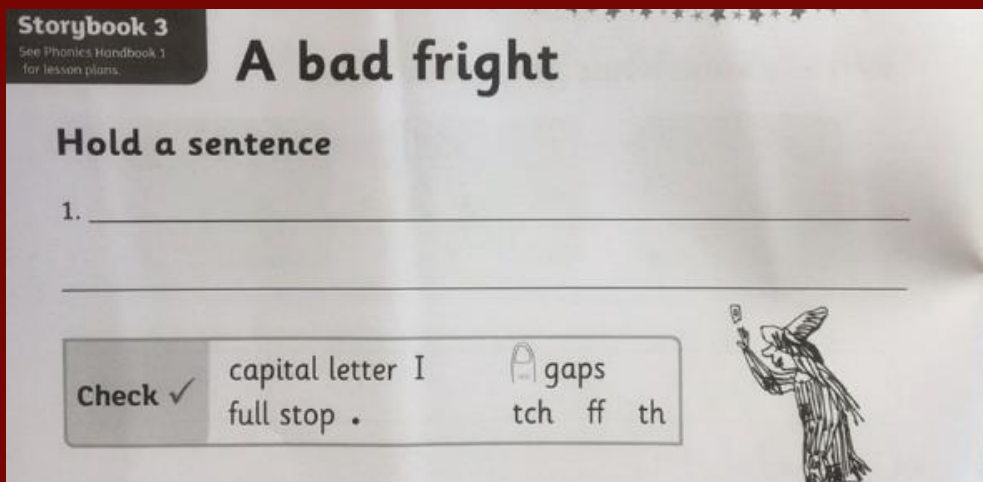 Storybook 3
See Phonics Handbook 1
for lesson plans.
A bad fright
Hold a sentence
1.
Check ✓
capital letter I
gaps
full stop .
tch ff th